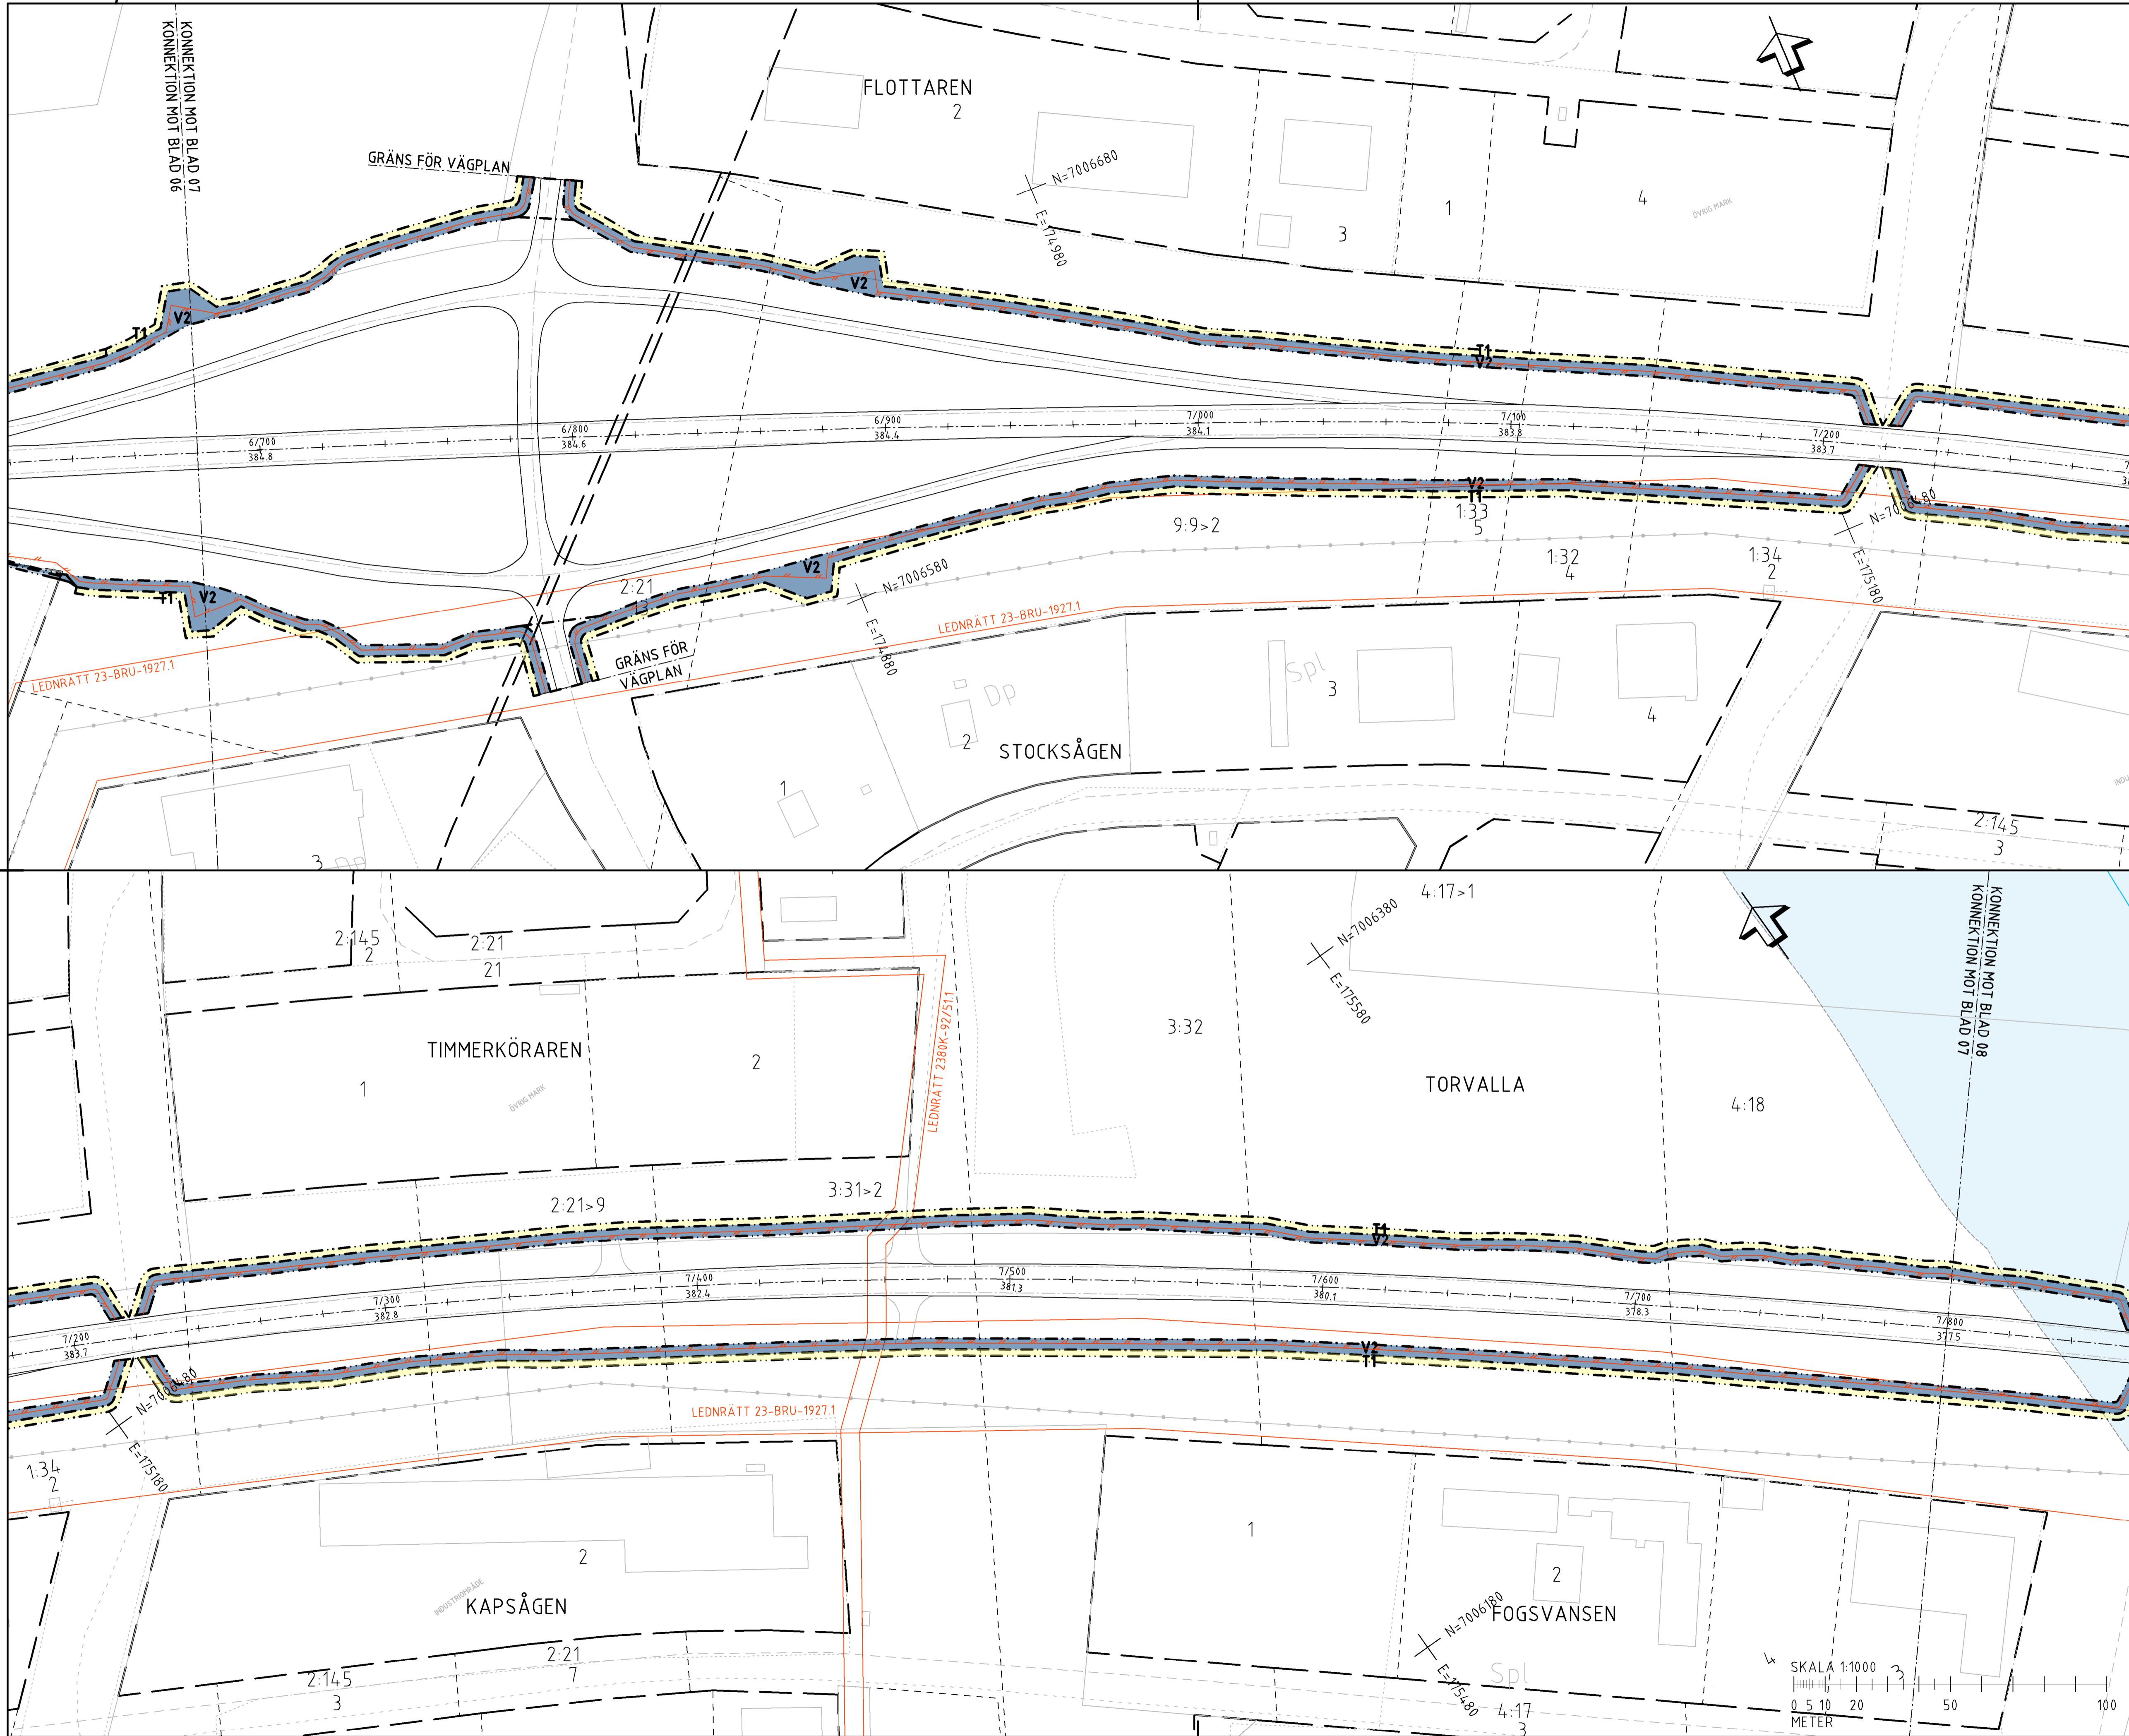 KONNEKTION MOT BLAD 07
KONNEKTION MOT BLAD 06
GRÄNS FÖR VÄGPLAN
FLOTTAREN
2
N=7006680
E=174980
3
1
4
ÖVRIG MARK
T1
V2
V2
T1
V2
6/700
384.8
6/800
384.6
6/900
384.4
7/000
384.1
7/100
383.8
7/200
383.7
V2
T1
1:33
5
9:9>2
1:32
4
1:34
2
N=7006480
E=175180
T1
V2
V2
2:21
13
N=7006580
E=174880
LEDNRÄTT 23-BRU-1927.1
LEDNRÄTT 23-BRU-1927.1
GRÄNS FÖR
VÄGPLAN
Dp
2
Spl
3
4
STOCKSÅGEN
1
3
Dp
2:145
3
2:145
2
2:21
21
TIMMERKÖRAREN
1
2
ÖVRIG MARK
LEDNRÄTT 2380K-92/51.1
3:32
N=7006380
E=175580
4:17>1
TORVALLA
4:18
KONNEKTION MOT BLAD 08
KONNEKTION MOT BLAD 07
2:21>9
3:31>2
T1
V2
7/200
383.7
7/300
382.8
7/400
382.4
7/500
381.3
7/600
380.1
7/700
378.3
7/800
377.5
V2
T1
N=7006480
E=175180
1:34
2
LEDNRÄTT 23-BRU-1927.1
2
INDUSTRIOMRÅDE
KAPSÅGEN
1
2
FOGSVANSEN
N=7006180
E=175480
Spl
2:145
3
2:21
7
4:17
3
4
3
SKALA 1:1000
0 5 10 20 50 100
METER